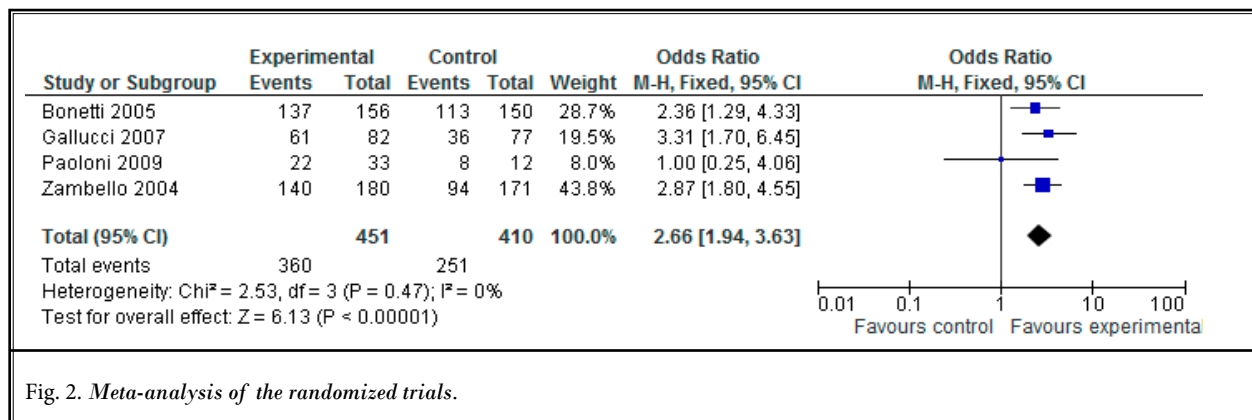 Experimental Control Odds Ratio Odds Ratio
Study or Subgroup Events Total Events Total Weight M-H, Fixed, 95% CI M-H, Fixed, 95% CI
Bonetti 2005 137 156 113 150 28.7% 2.36 [1.29, 4.33]
Gallucci 2007 61 82 36 77 19.5% 3.31 [1.70, 6.45]
Paoloni 2009 22 33 8 12 8.0% 1.00 [0.25, 4.06]
Zambello 2004 140 180 94 171 43.8% 2.87 [1.80, 4.55]
Total (95% CI) 451 410 100.0% 2.66 [1.94, 3.63]
Total events 360 251
Heterogeneity: Chi² = 2.53, df = 3 (P = 0.47); I² = 0%
Test for overall effect: Z = 6.13 (P < 0.00001)
0.01 0.1 1 10 100
Favours control Favours experimenta
Fig. 2. Meta-analysis of the randomized trials.